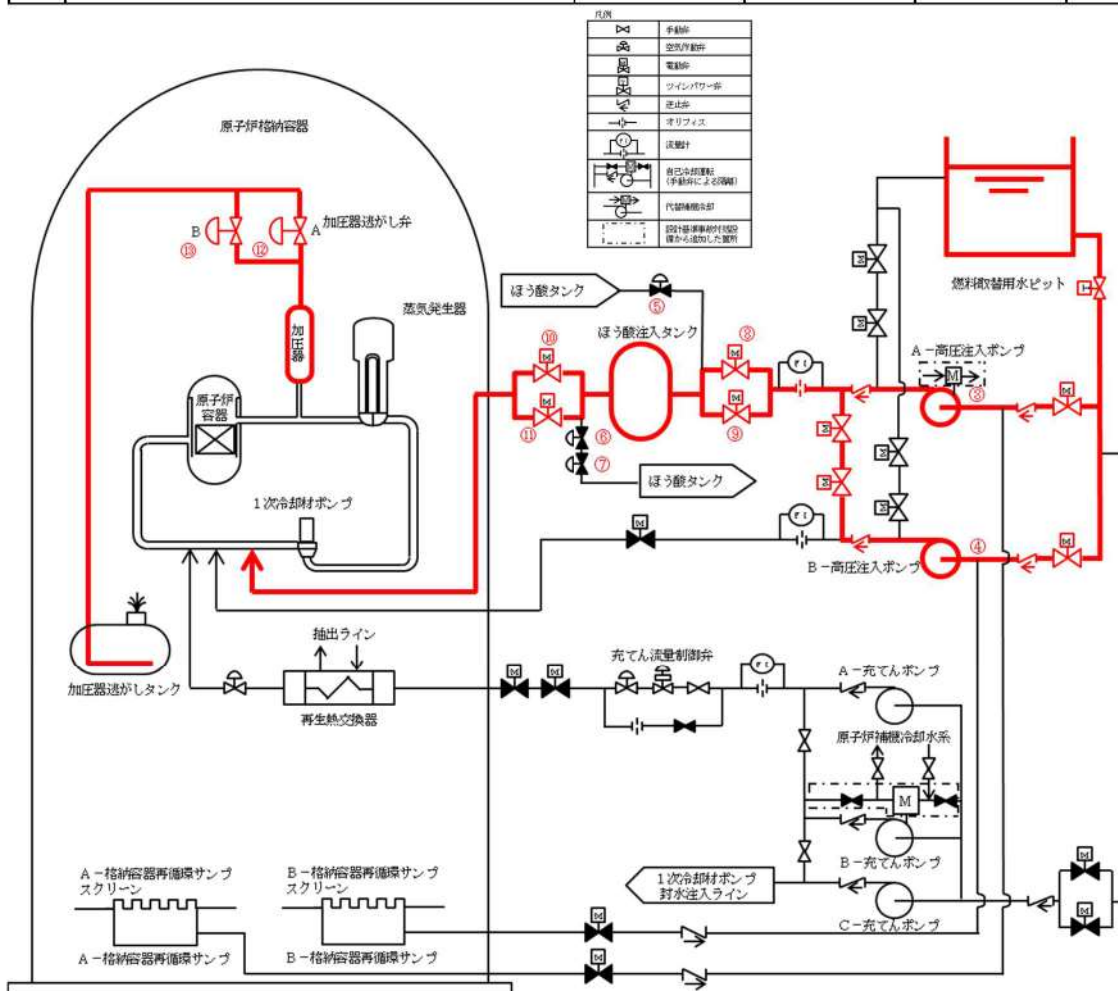 凡例
手動弁
空気作動弁
電動弁
ツインパワー弁
逆止弁
オリフィス
流量計
自己冷却運転
(手動弁による隔離)
代替補機冷却
設計基準事故対処設
備から追加した箇所
原子炉格納容器
B
⑬
⑫
A
加圧器逃がし弁
加圧器
蒸気発生器
原子炉
容器
1次冷却材ポンプ
加圧器逃がしタンク
ほう酸タンク
⑤
ほう酸注入タンク
⑩
M
⑪
M
⑥
⑦
⑧
M
⑨
M
ほう酸タンク
FI
FI
M
M
M
M
M
M
M
燃料取替用水ピット
A-高圧注入ポンプ
M
③
M
B-高圧注入ポンプ
④
M
抽出ライン
再生熱交換器
M
M
充てん流量制御弁
FI
A-充てんポンプ
原子炉補機冷却水系
M
B-充てんポンプ
1次冷却材ポンプ
封水注入ライン
C-充てんポンプ
M
M
A-格納容器再循環サンプ
スクリーン
B-格納容器再循環サンプ
スクリーン
A-格納容器再循環サンプ
B-格納容器再循環サンプ
M
M